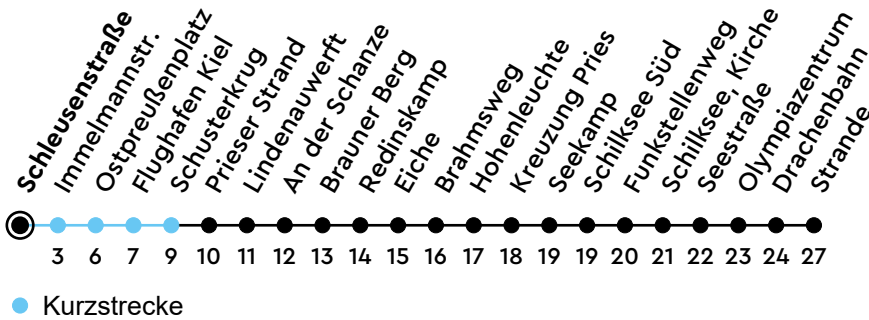 Schleusenstraße
Immelmannstr.
Ostpreußenplatz
Flughafen Kiel
Schusterkrug
Prieser Strand
Lindenauwerft
An der Schanze
Brauner Berg
Redinskamp
Eiche
Brahmsweg
Hohenleuchte
Kreuzung Pries
Seekamp
Schilksee Süd
Funkstellenweg
Schilksee, Kirche
Seestraße
Olympiazentrum
Drachenbahn
Strande
3 6 7 9 10 11 12 13 14 15 16 17 18 19 19 20 21 22 23 24 27
Kurzstrecke